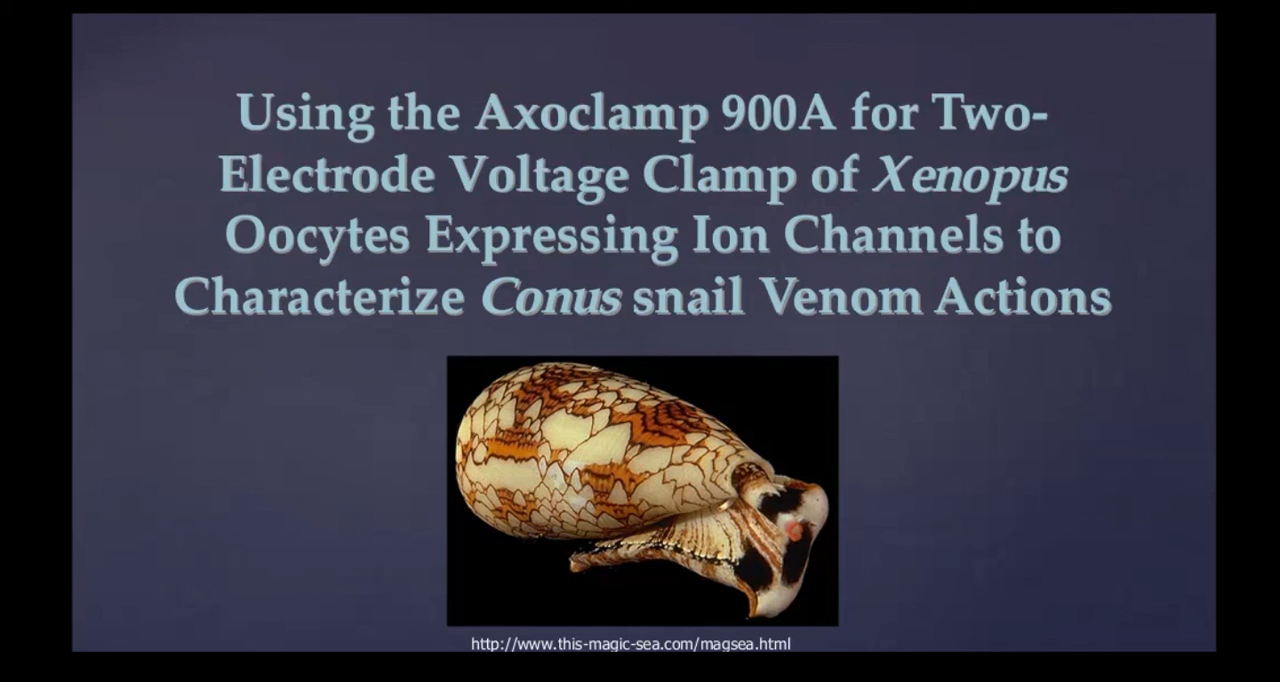 Using the Axoclamp 900A for Two-
Electrode Voltage Clamp of Xenopus
Oocytes Expressing Ion Channels to
Characterize Conus snail Venom Actions
http://www.this-magic-sea.com/magsea.html